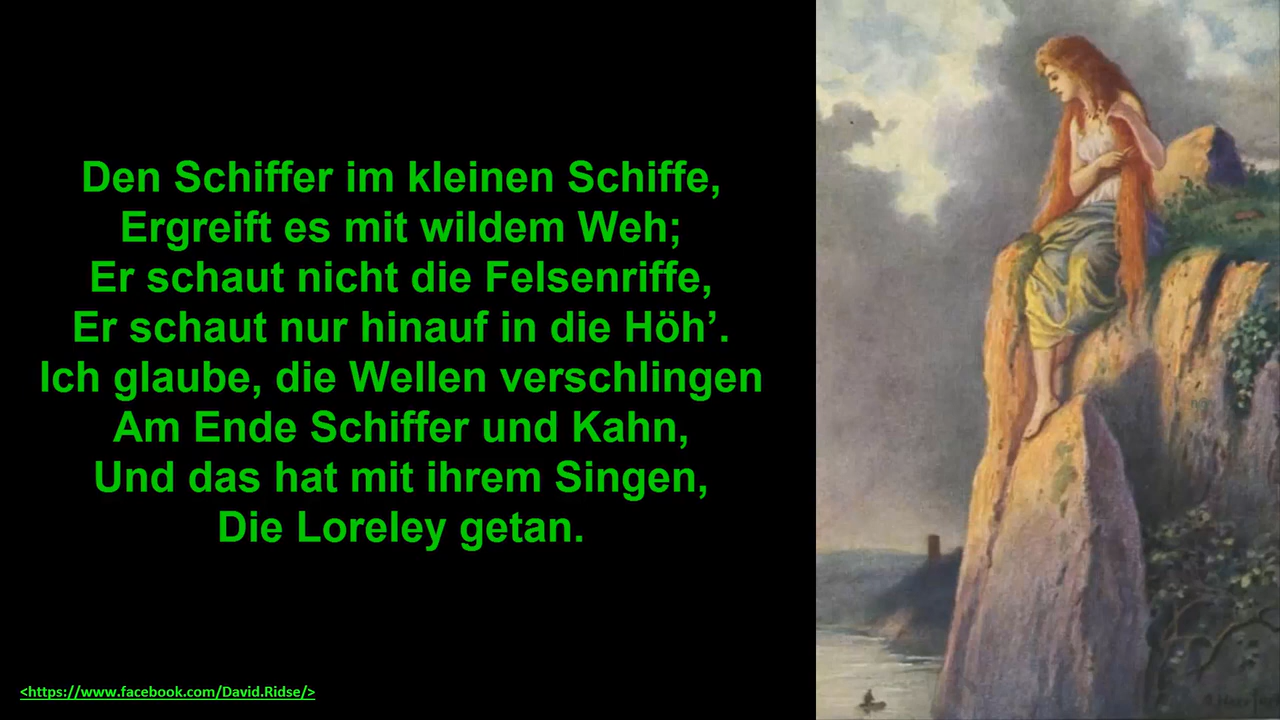 Den Schiffer im kleinen Schiffe,
Ergreift es mit wildem Weh;
Er schaut nicht die Felsenriffe,
Er schaut nur hinauf in die Höh’.
Ich glaube, die Wellen verschlingen
Am Ende Schiffer und Kahn,
Und das hat mit ihrem Singen,
Die Loreley getan.
<https://www.facebook.com/David.Ridse/>